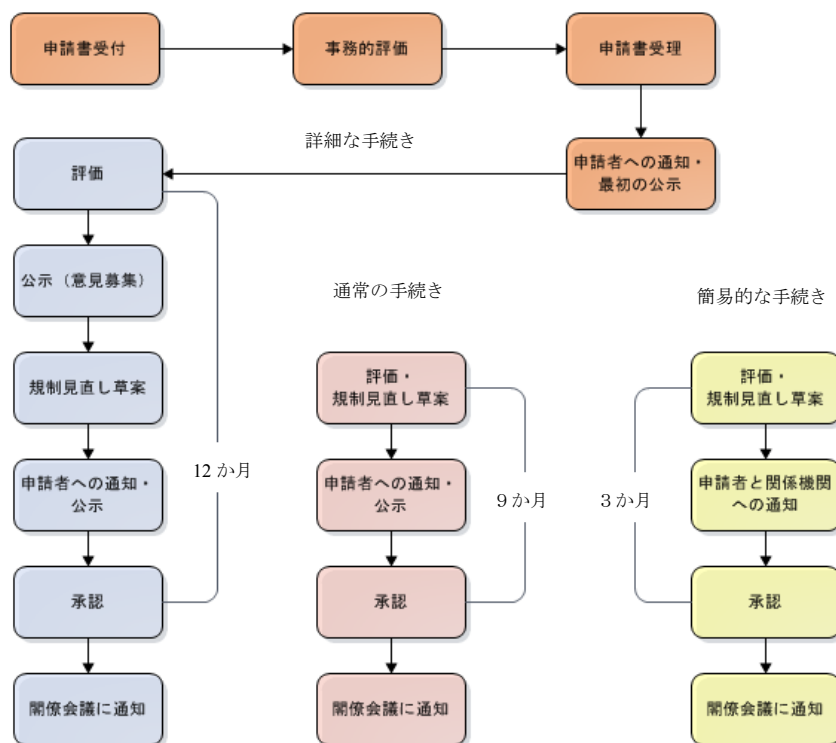 申請書受付
事務的評価
申請書受理
詳細な手続き
申請者への通知・
最初の公示
評価
公示（意見募集）
規制見直し草案
申請者への通知・
公示
承認
閣僚会議に通知
12 か月
通常の手続き
評価・
規制見直し草案
申請者への通知・
公示
承認
閣僚会議に通知
９か月
簡易的な手続き
評価・
規制見直し草案
申請者と関係機関
への通知
承認
閣僚会議に通知
３か月